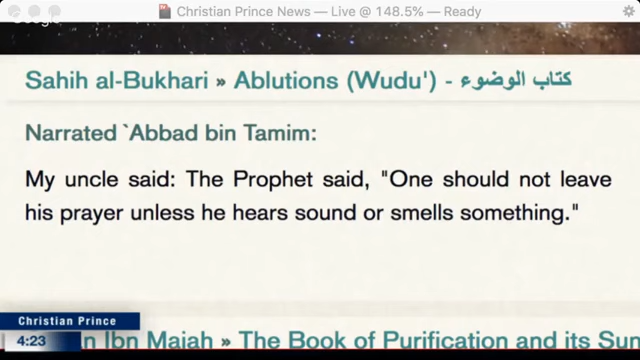 Christian Prince News — Live @ 148.5% — Ready
Google
Sahih al-Bukhari » Ablutions (Wudu') - كتاب الوضوء
Narrated `Abbad bin Tamim:
My uncle said: The Prophet said, "One should not leave
his prayer unless he hears sound or smells something."
Christian Prince
4:23
n Ibn Majah » The Book of Purification and its Sun